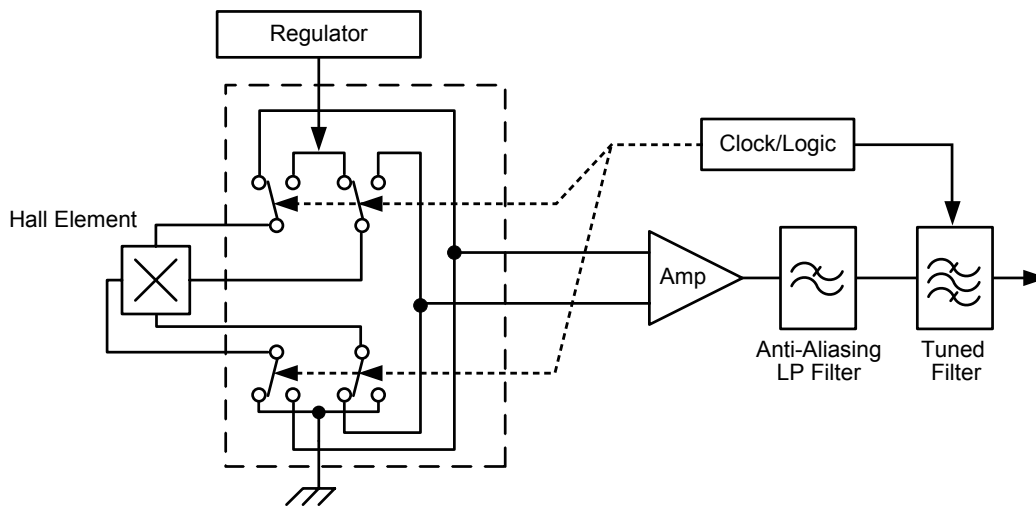 Regulator
Clock/Logic
Hall Element
Amp
Anti-Aliasing
LP Filter
Tuned
Filter